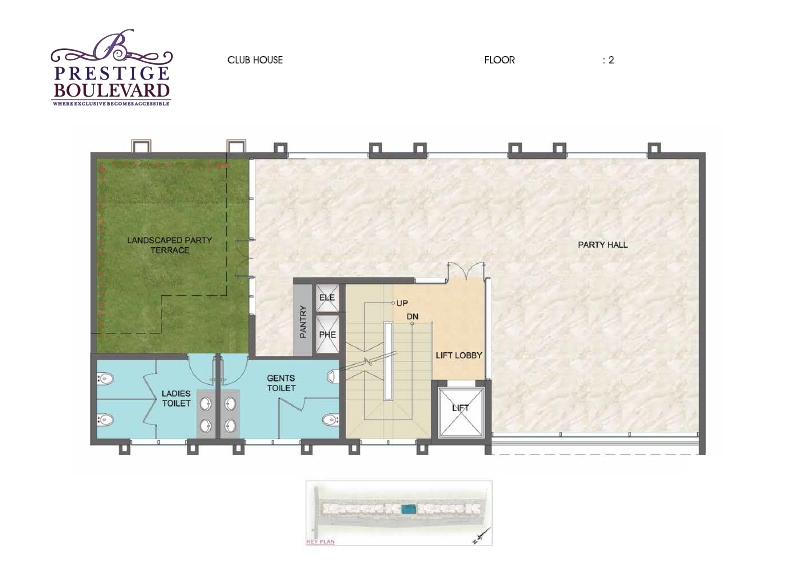 PRESTIGE
BOULEVARD
WHERE EXCLUSIVE BECOMES ACCESSIBLE
CLUB HOUSE
FLOOR : 2
LANDSCAPED PARTY
TERRACE
PARTY HALL
PANTRY
ELE
PHE
UP
DN
LIFT LOBBY
LIFT
LADIES
TOILET
GENTS
TOILET
KEY PLAN